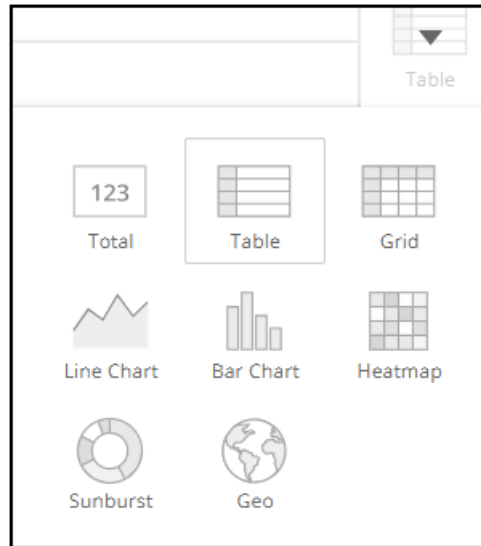 Table
123
Total Table Grid
Line Chart Bar Chart Heatmap
Sunburst Geo